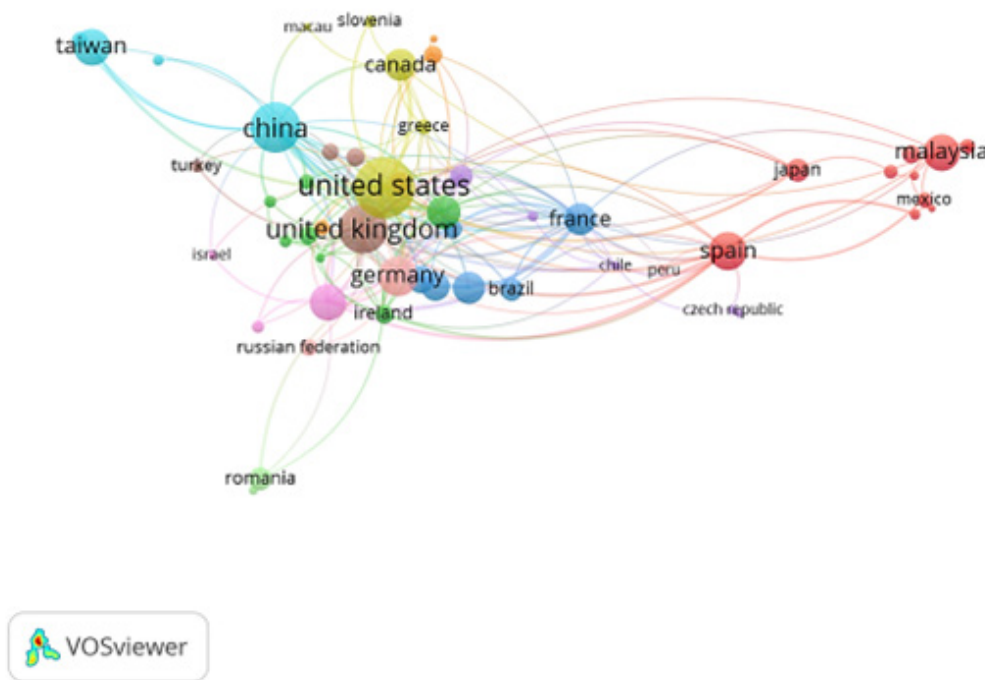 macau
slovenia
taiwan
canada
china
greece
turkey
united states
japan
malaysia
mexico
united kingdom
france
spain
israel
germany
chile
peru
brazil
czech republic
ireland
russian federation
romania
VOSviewer